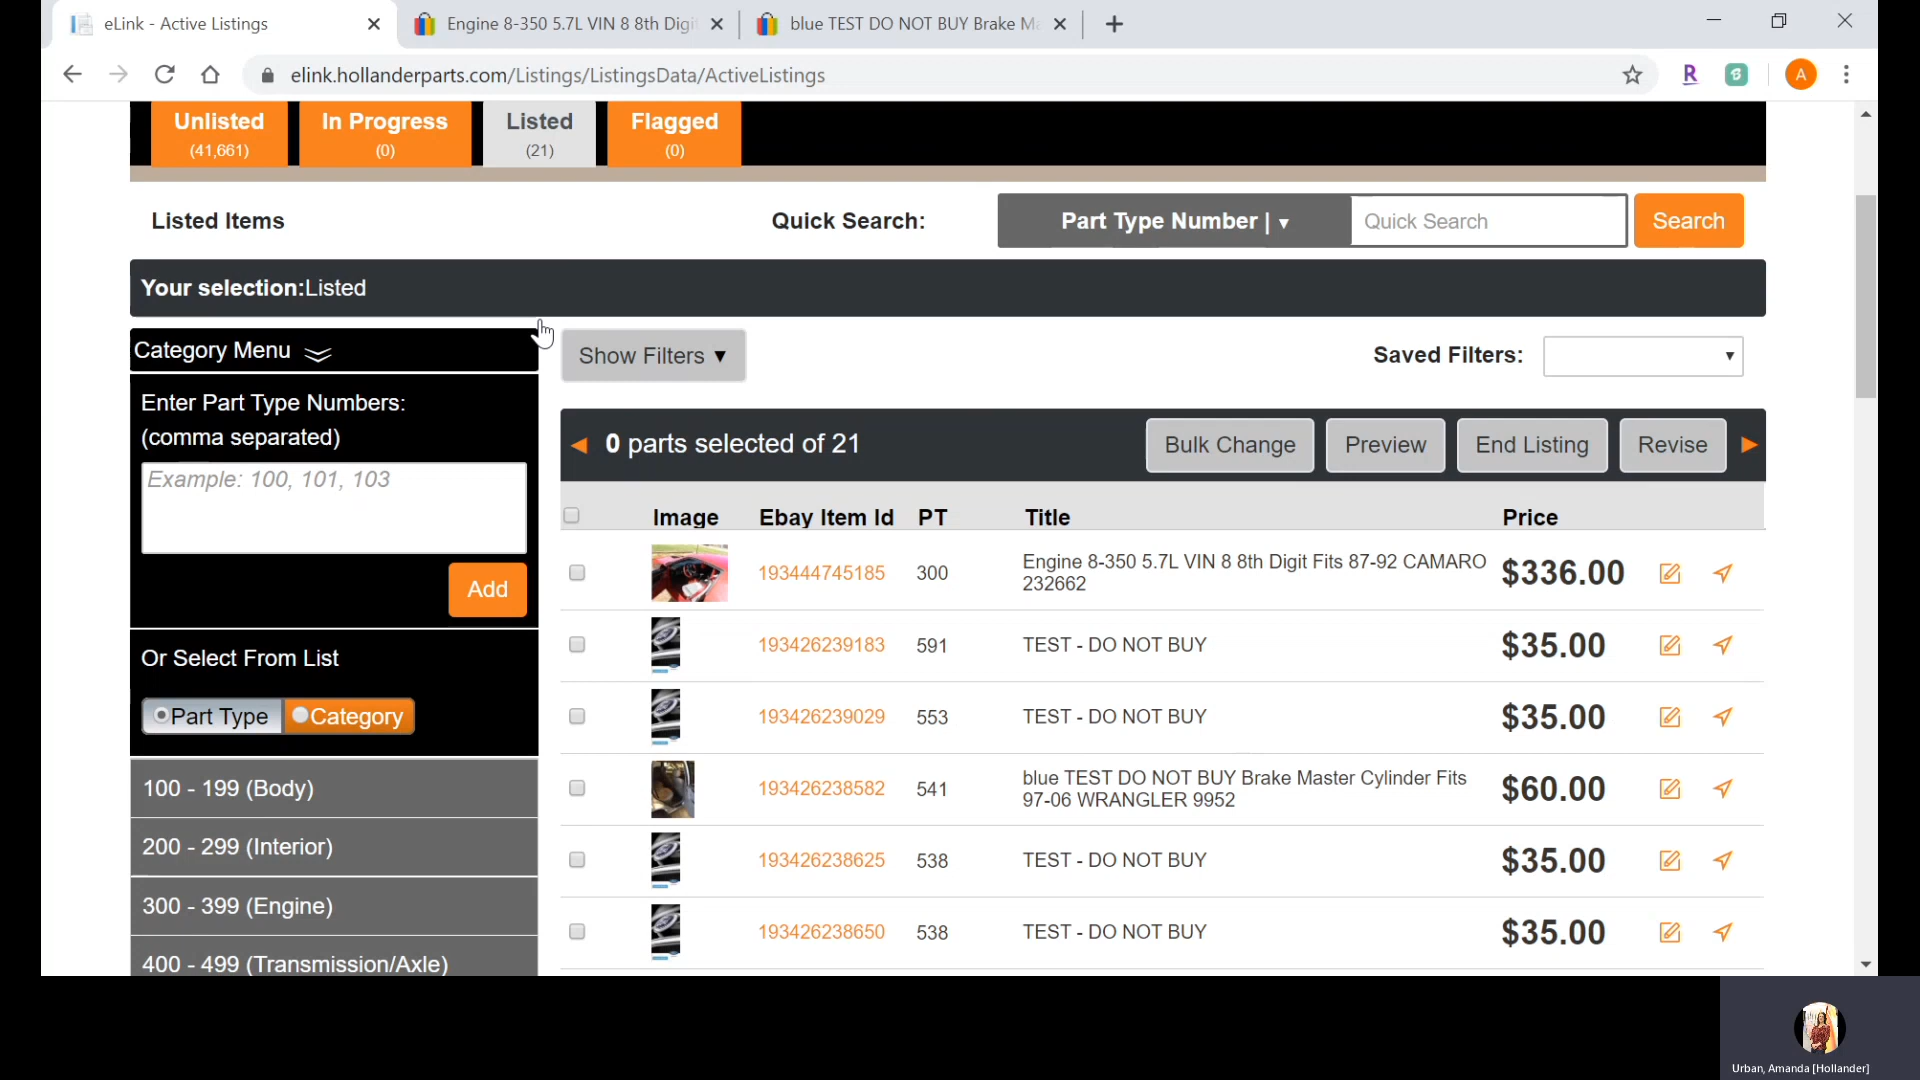 eLink - Active Listings
Engine 8-350 5.7L VIN 8 8th Digit
blue TEST DO NOT BUY Brake Ma
elink.hollanderparts.com/Listings/ListingsData/ActiveListings
R
A
Unlisted
(41,661)
In Progress
(0)
Listed
(21)
Flagged
(0)
Listed Items
Quick Search:
Part Type Number | ▼
Quick Search
Search
Your selection:Listed
Category Menu
Show Filters ▼
Saved Filters:
Enter Part Type Numbers:
(comma separated)
Example: 100, 101, 103
Add
Or Select From List
Part Type
Category
100 - 199 (Body)
200 - 299 (Interior)
300 - 399 (Engine)
400 - 499 (Transmission/Axle)
0 parts selected of 21
Bulk Change
Preview
End Listing
Revise
Image Ebay Item Id PT Title Price
193444745185 300 Engine 8-350 5.7L VIN 8 8th Digit Fits 87-92 CAMARO $336.00
232662
193426239183 591 TEST - DO NOT BUY $35.00
193426239029 553 TEST - DO NOT BUY $35.00
193426238582 541 blue TEST DO NOT BUY Brake Master Cylinder Fits $60.00
97-06 WRANGLER 9952
193426238625 538 TEST - DO NOT BUY $35.00
193426238650 538 TEST - DO NOT BUY $35.00
Urban, Amanda [Hollander]